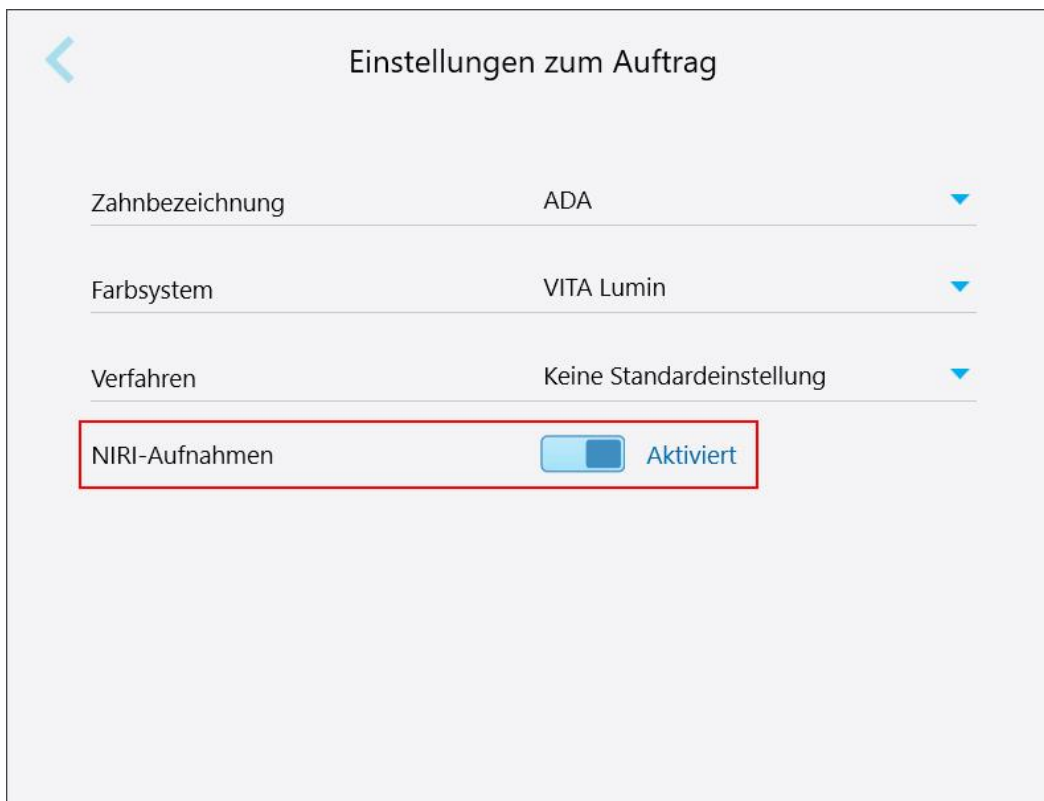 Einstellungen zum Auftrag
Zahnbezeichnung ADA
Farbsystem VITA Lumin
Verfahren Keine Standardeinstellung
NIRI-Aufnahmen Aktiviert